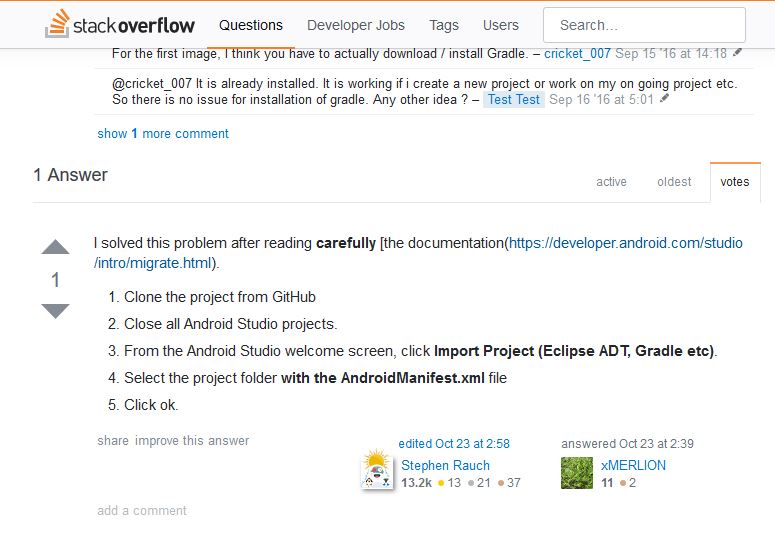 stackoverflow Questions Developer Jobs Tags Users Search...
For the first image, I think you have to actually download / install Gradle. – cricket_007 Sep 15 '16 at 14:18
@cricket_007 It is already installed. It is working if i create a new project or work on my on going project etc.
So there is no issue for installation of gradle. Any other idea ? – Test Test Sep 16 '16 at 5:01
show 1 more comment
1 Answer
active oldest votes
1
I solved this problem after reading carefully [the documentation(https://developer.android.com/studio
/intro/migrate.html).
1. Clone the project from GitHub
2. Close all Android Studio projects.
3. From the Android Studio welcome screen, click Import Project (Eclipse ADT, Gradle etc).
4. Select the project folder with the AndroidManifest.xml file
5. Click ok.
share improve this answer
edited Oct 23 at 2:58
Stephen Rauch
13.2k 13 21 37
answered Oct 23 at 2:39
xMERLION
11 2
add a comment